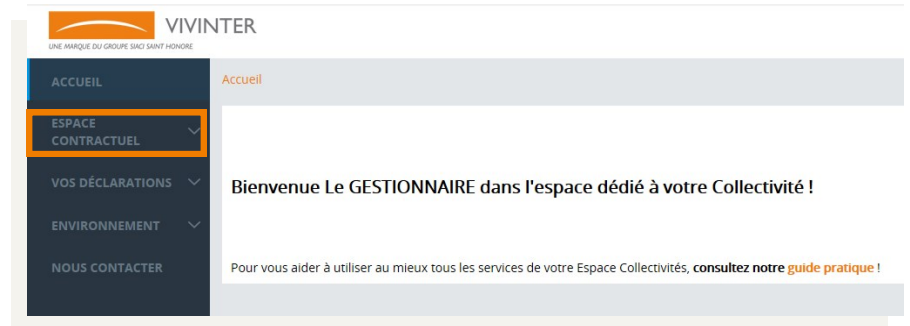 VIVINTER
UNE MARQUE DU GROUPE SIACI SAINT HONORE
ACCUEIL
Accueil
ESPACE
CONTRACTUEL
VOS DÉCLARATIONS
Bienvenue Le GESTIONNAIRE dans l'espace dédié à votre Collectivité !
ENVIRONNEMENT
NOUS CONTACTER
Pour vous aider à utiliser au mieux tous les services de votre Espace Collectivités, consultez notre guide pratique !